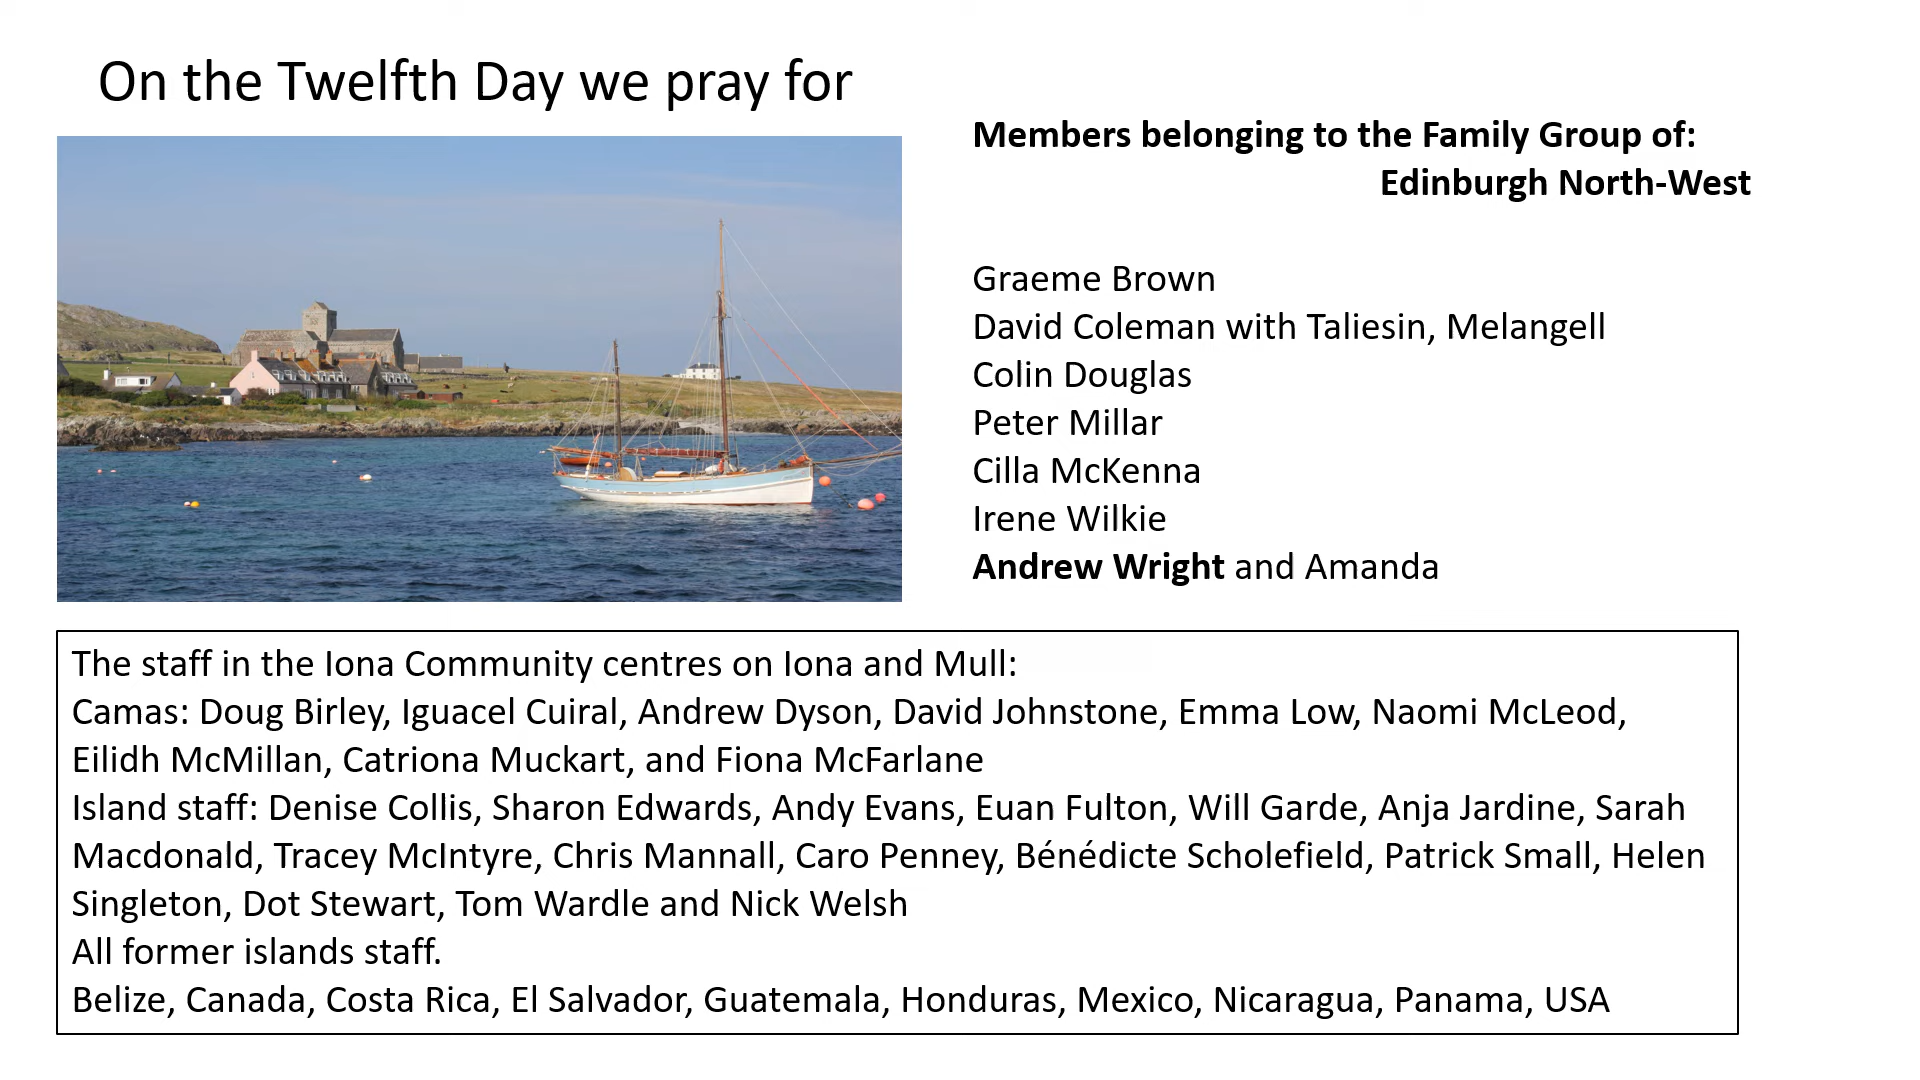 On the Twelfth Day we pray for
Members belonging to the Family Group of:
Edinburgh North-West
Graeme Brown
David Coleman with Taliesin, Melangell
Colin Douglas
Peter Millar
Cilla McKenna
Irene Wilkie
Andrew Wright and Amanda
The staff in the Iona Community centres on Iona and Mull:
Camas: Doug Birley, Iguacel Cuiral, Andrew Dyson, David Johnstone, Emma Low, Naomi McLeod,
Eilidh McMillan, Catriona Muckart, and Fiona McFarlane
Island staff: Denise Collis, Sharon Edwards, Andy Evans, Euan Fulton, Will Garde, Anja Jardine, Sarah
Macdonald, Tracey McIntyre, Chris Mannall, Caro Penney, Bénédicte Scholefield, Patrick Small, Helen
Singleton, Dot Stewart, Tom Wardle and Nick Welsh
All former islands staff.
Belize, Canada, Costa Rica, El Salvador, Guatemala, Honduras, Mexico, Nicaragua, Panama, USA